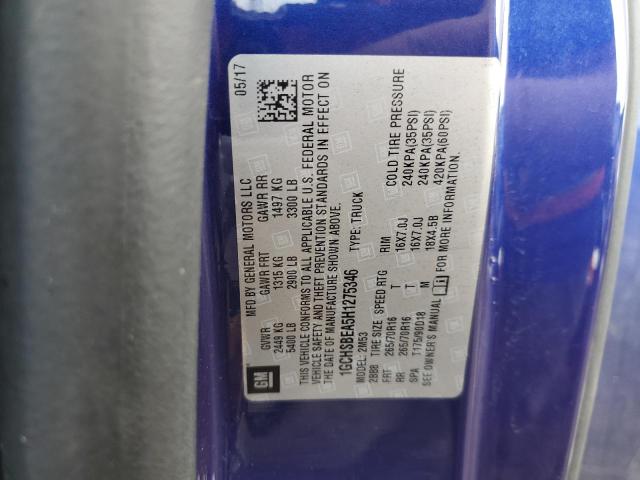 MFD BY GENERAL MOTORS LLC 05/17
GVWR GAWR FRT GAWR RR
2449 KG 1315 KG 1497 KG
5400 LB 2900 LB 3300 LB
THIS VEHICLE CONFORMS TO ALL APPLICABLE U.S. FEDERAL MOTOR
VEHICLE SAFETY AND THEFT PREVENTION STANDARDS IN EFFECT ON
THE DATE OF MANUFACTURE SHOWN ABOVE.
1GCHSBEA5H1275346 TYPE: TRUCK
MODEL: 2M53
2BBB TIRE SIZE SPEED RTG RIM COLD TIRE PRESSURE
FRT 265/70R16 T 16X7.0J 240KPA(35PSI)
RR 265/70R16 T 16X7.0J 240KPA(35PSI)
SPA T175/90D18 M 18X4.5B 420KPA(60PSI)
SEE OWNER'S MANUAL FOR MORE INFORMATION.
GM